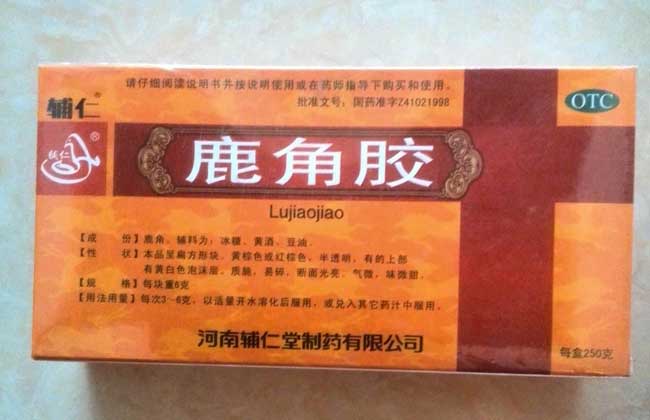 请仔细阅读说明书并按说明使用或在药师指导下购买和使用。
批准文号：国药准字Z41021998
OTC
辅仁®
辅仁®
鹿角胶
Lujiaojiao
【成　份】鹿角。辅料为：冰糖、黄酒、豆油。
【性　状】本品呈扁方形块。黄棕色或红棕色，半透明，有的上部
有黄白色泡沫层。质脆，易碎，断面光亮。气微，味微甜。
【规　格】每块重6克
【用法用量】每次3～6克，以适量开水溶化后服用，或兑入其它药汁中服用。
河南辅仁堂制药有限公司
每盒250克